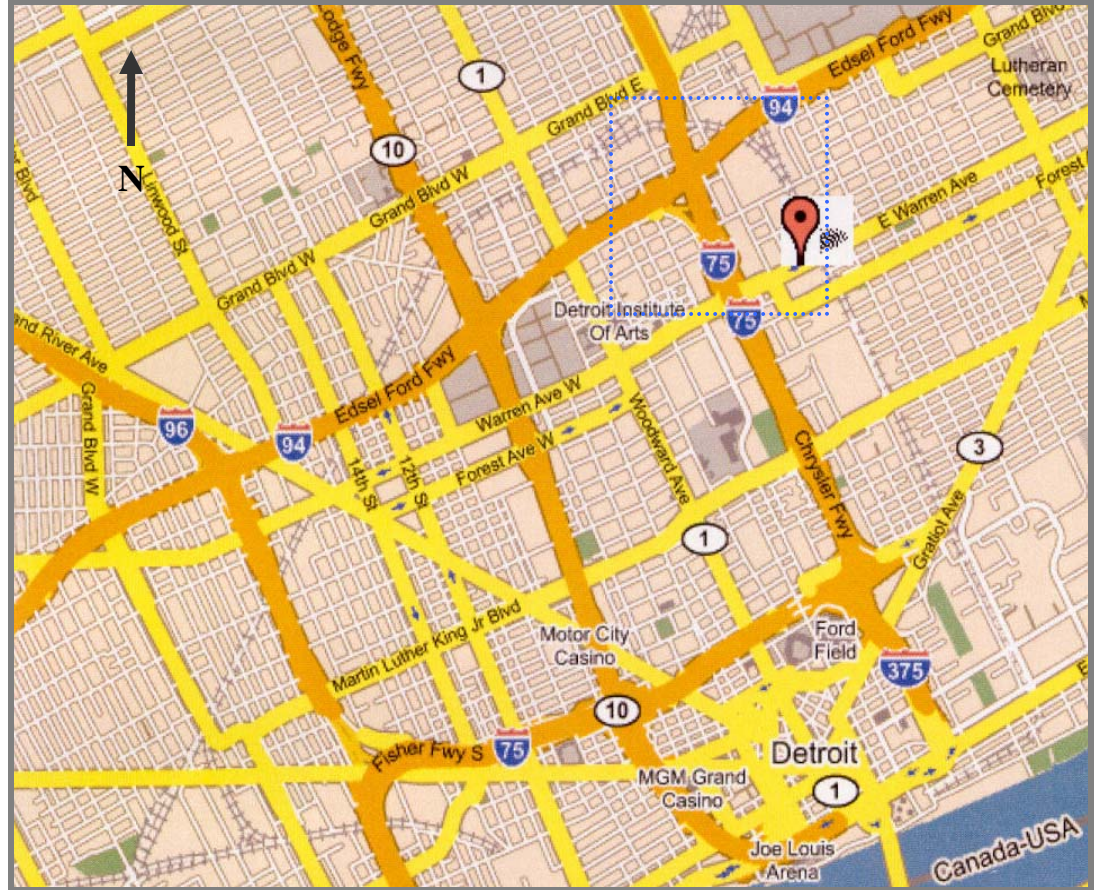 Lodge Fwy
1
Grand Blvd E
Edsel Ford Fwy
Grand Blvd
Lutheran
Cemetery
94
10
N
Linwood St
Grand Blvd W
E Warren Ave
Forest
75
Grand Blvd W
Detroit Institute
Of Arts
75
and River Ave
Edsel Ford Fwy
Warren Ave W
Grand Blvd W
96
94
14th St
12th St
Forest Ave W
Woodward Ave
Chrysler Fwy
3
1
Gratiot Ave
Martin Luther King Jr Blvd
Motor City
Casino
Ford
Field
375
10
Fisher Fwy S
75
Detroit
MGM Grand
Casino
1
Joe Louis
Arena
Canada-USA